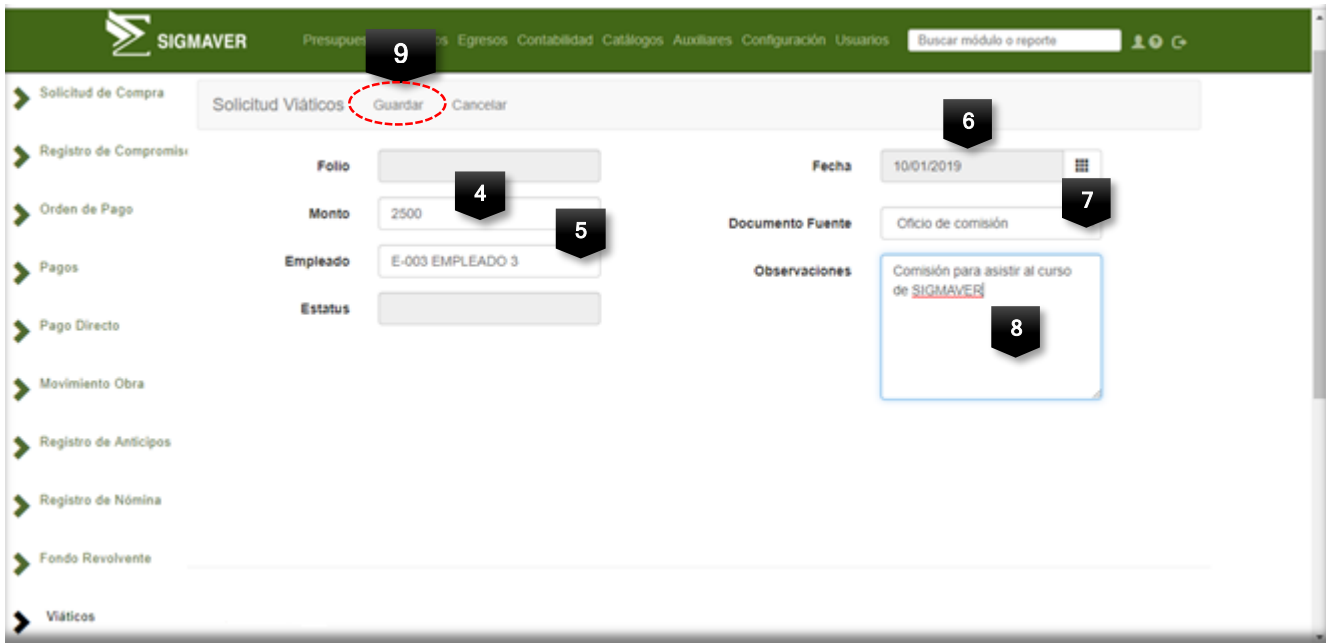 SIGMAVER
Presupues s Egresos Contabilidad Catálogos Auxiliares Configuración Usuarios
Buscar módulo o reporte
9
Solicitud Viáticos Guardar Cancelar
Solicitud de Compra
Registro de Compromis
Orden de Pago
Pagos
Pago Directo
Movimiento Obra
Registro de Anticipos
Registro de Nómina
Fondo Revolvente
Viáticos
Folio
4
Monto 2500
5
Empleado E-003 EMPLEADO 3
Estatus
6
Fecha 10/01/2019
7
Documento Fuente Oficio de comisión
Observaciones Comisión para asistir al curso
de SIGMAVER
8